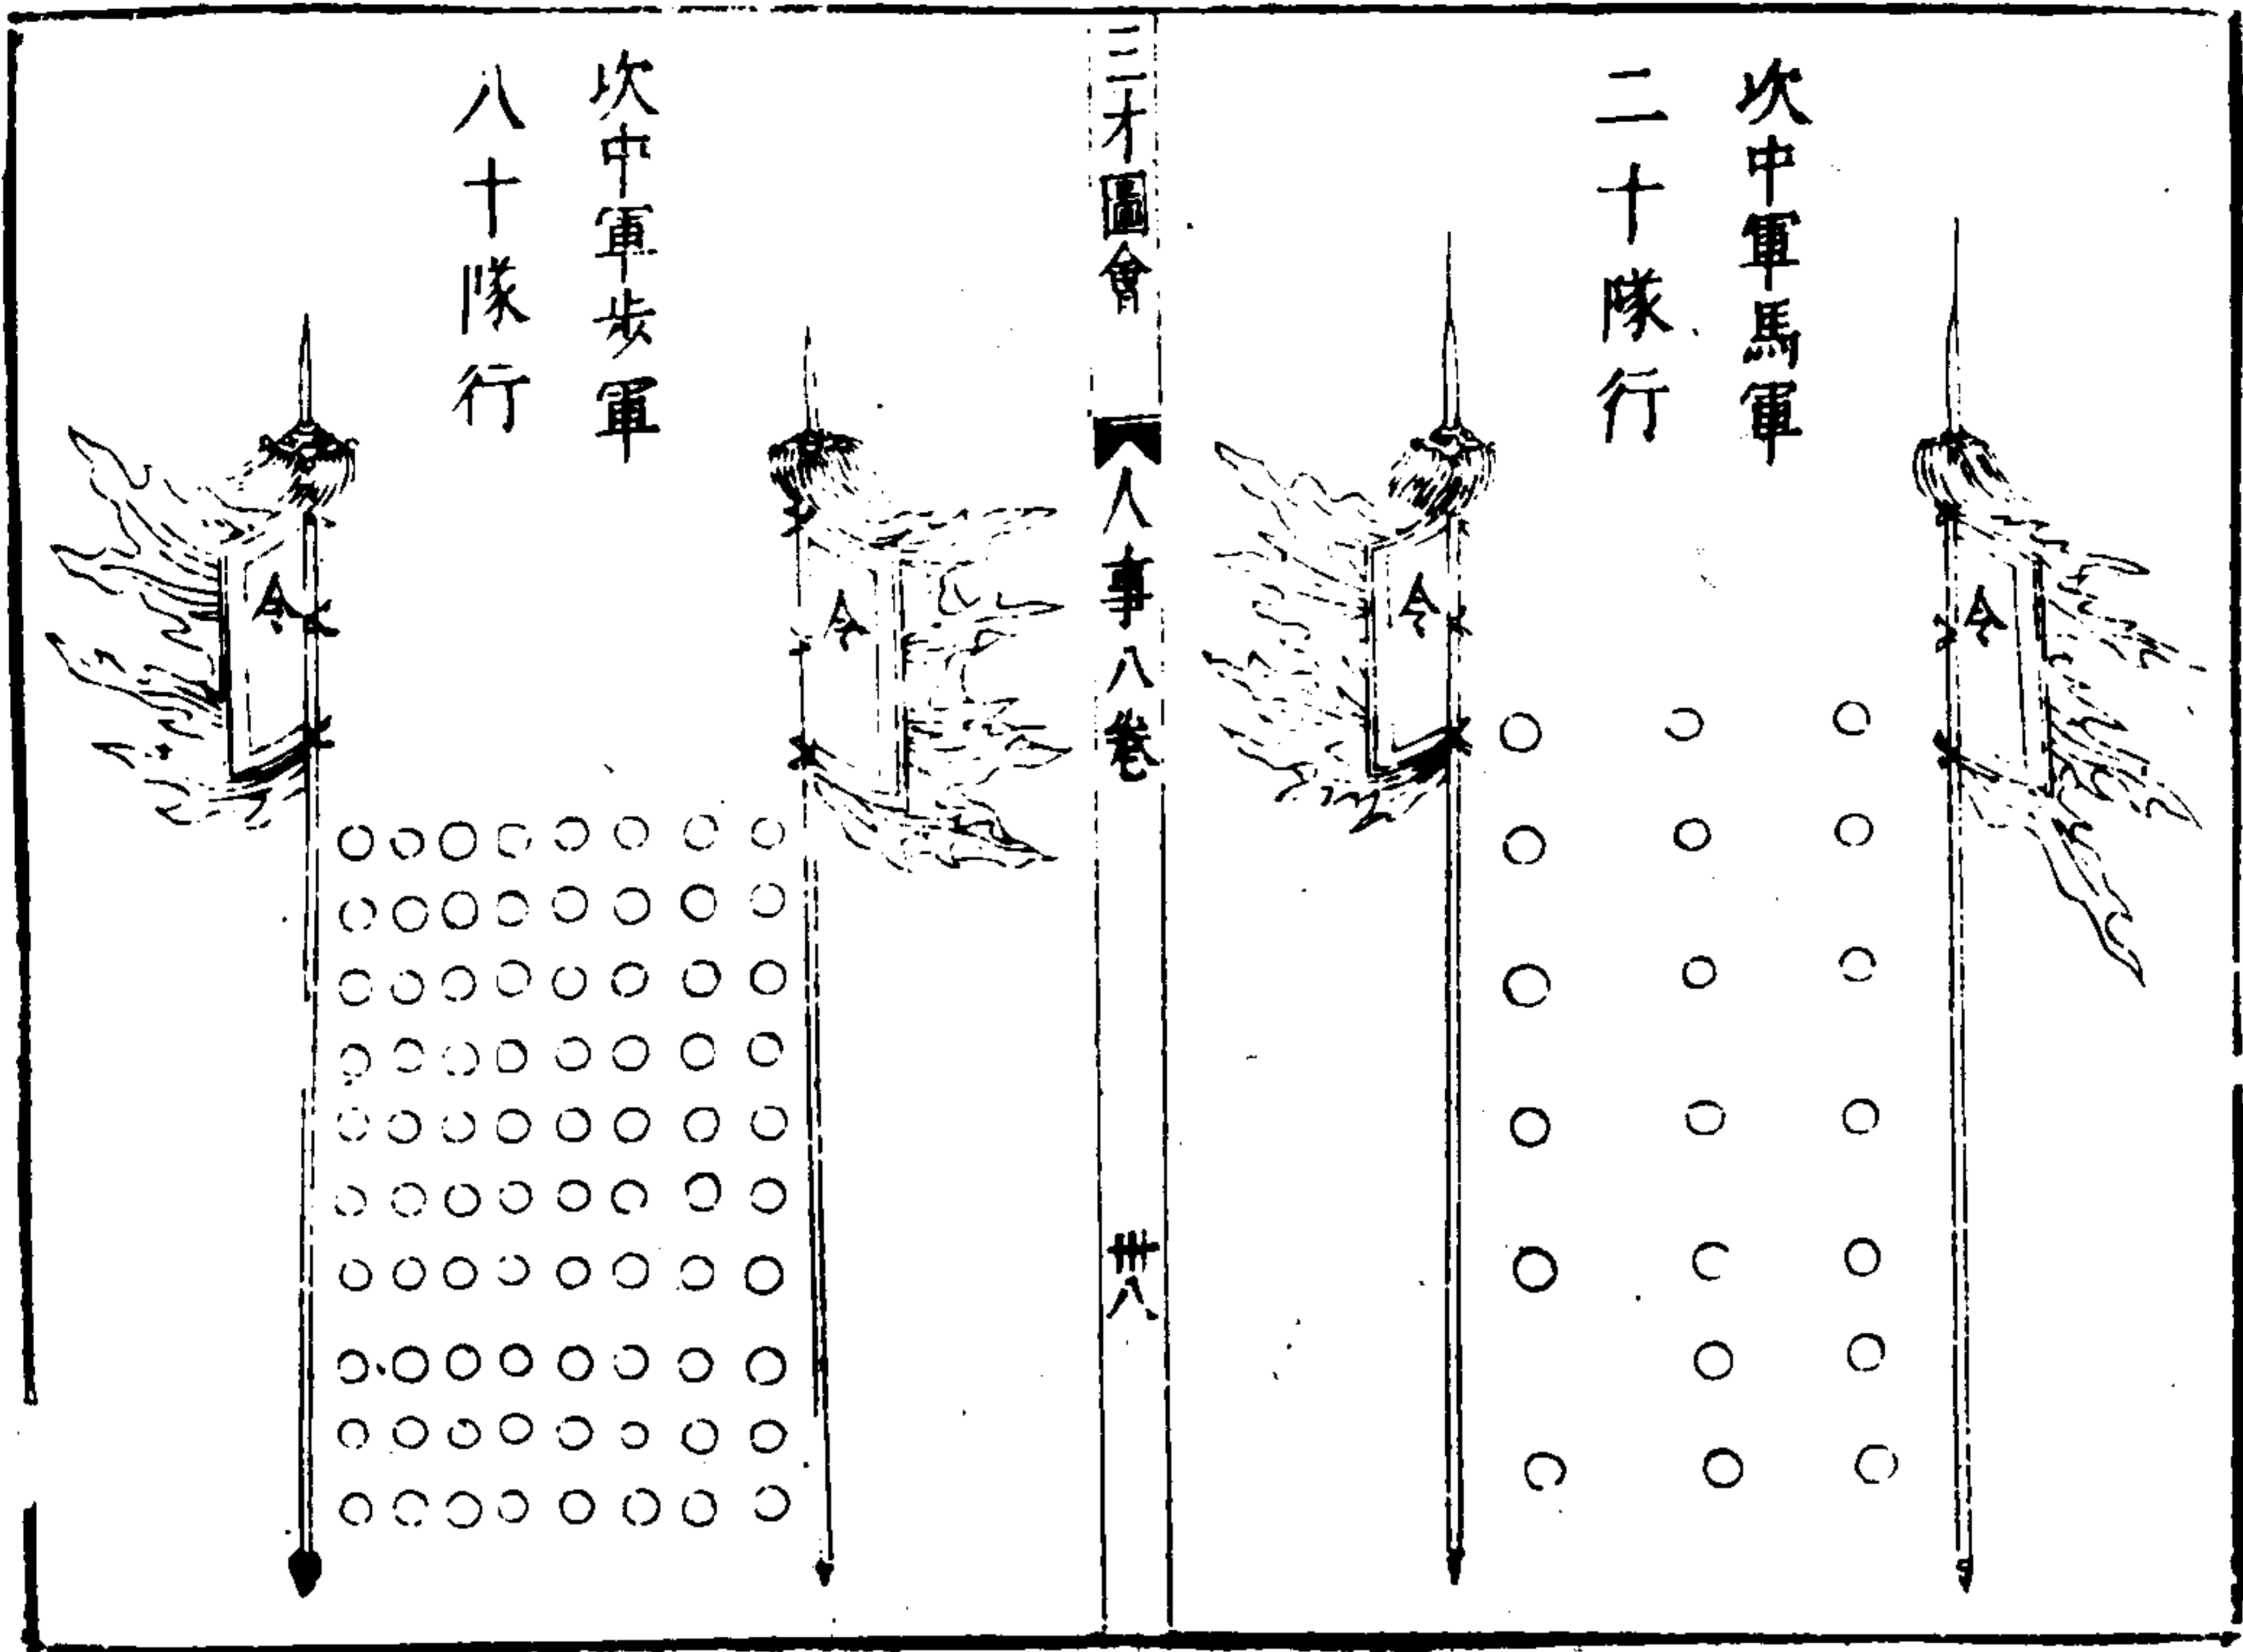 次中軍馬軍
二十隊行
令
令
三才圖會
人事八卷
卅八
次中軍步軍
八十隊行
令
令